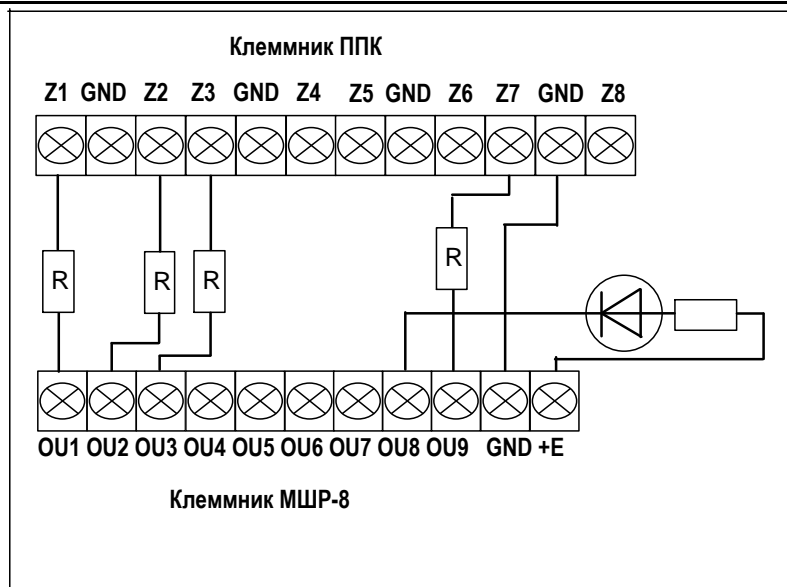 Клеммник ППК
Z1 GND Z2 Z3 GND Z4 Z5 GND Z6 Z7 GND Z8
R R R R
OU1 OU2 OU3 OU4 OU5 OU6 OU7 OU8 OU9 GND +E
Клеммник МШР-8